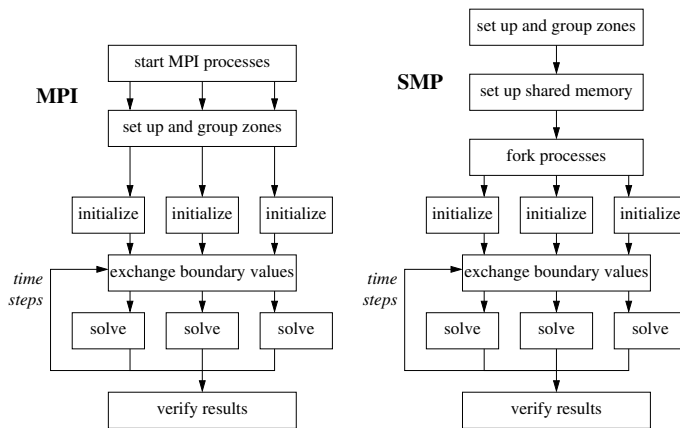 MPI
start MPI processes
set up and group zones
initialize
initialize
initialize
time
steps
exchange boundary values
solve
solve
solve
verify results
SMP
set up and group zones
set up shared memory
fork processes
initialize
initialize
initialize
time
steps
exchange boundary values
solve
solve
solve
verify results